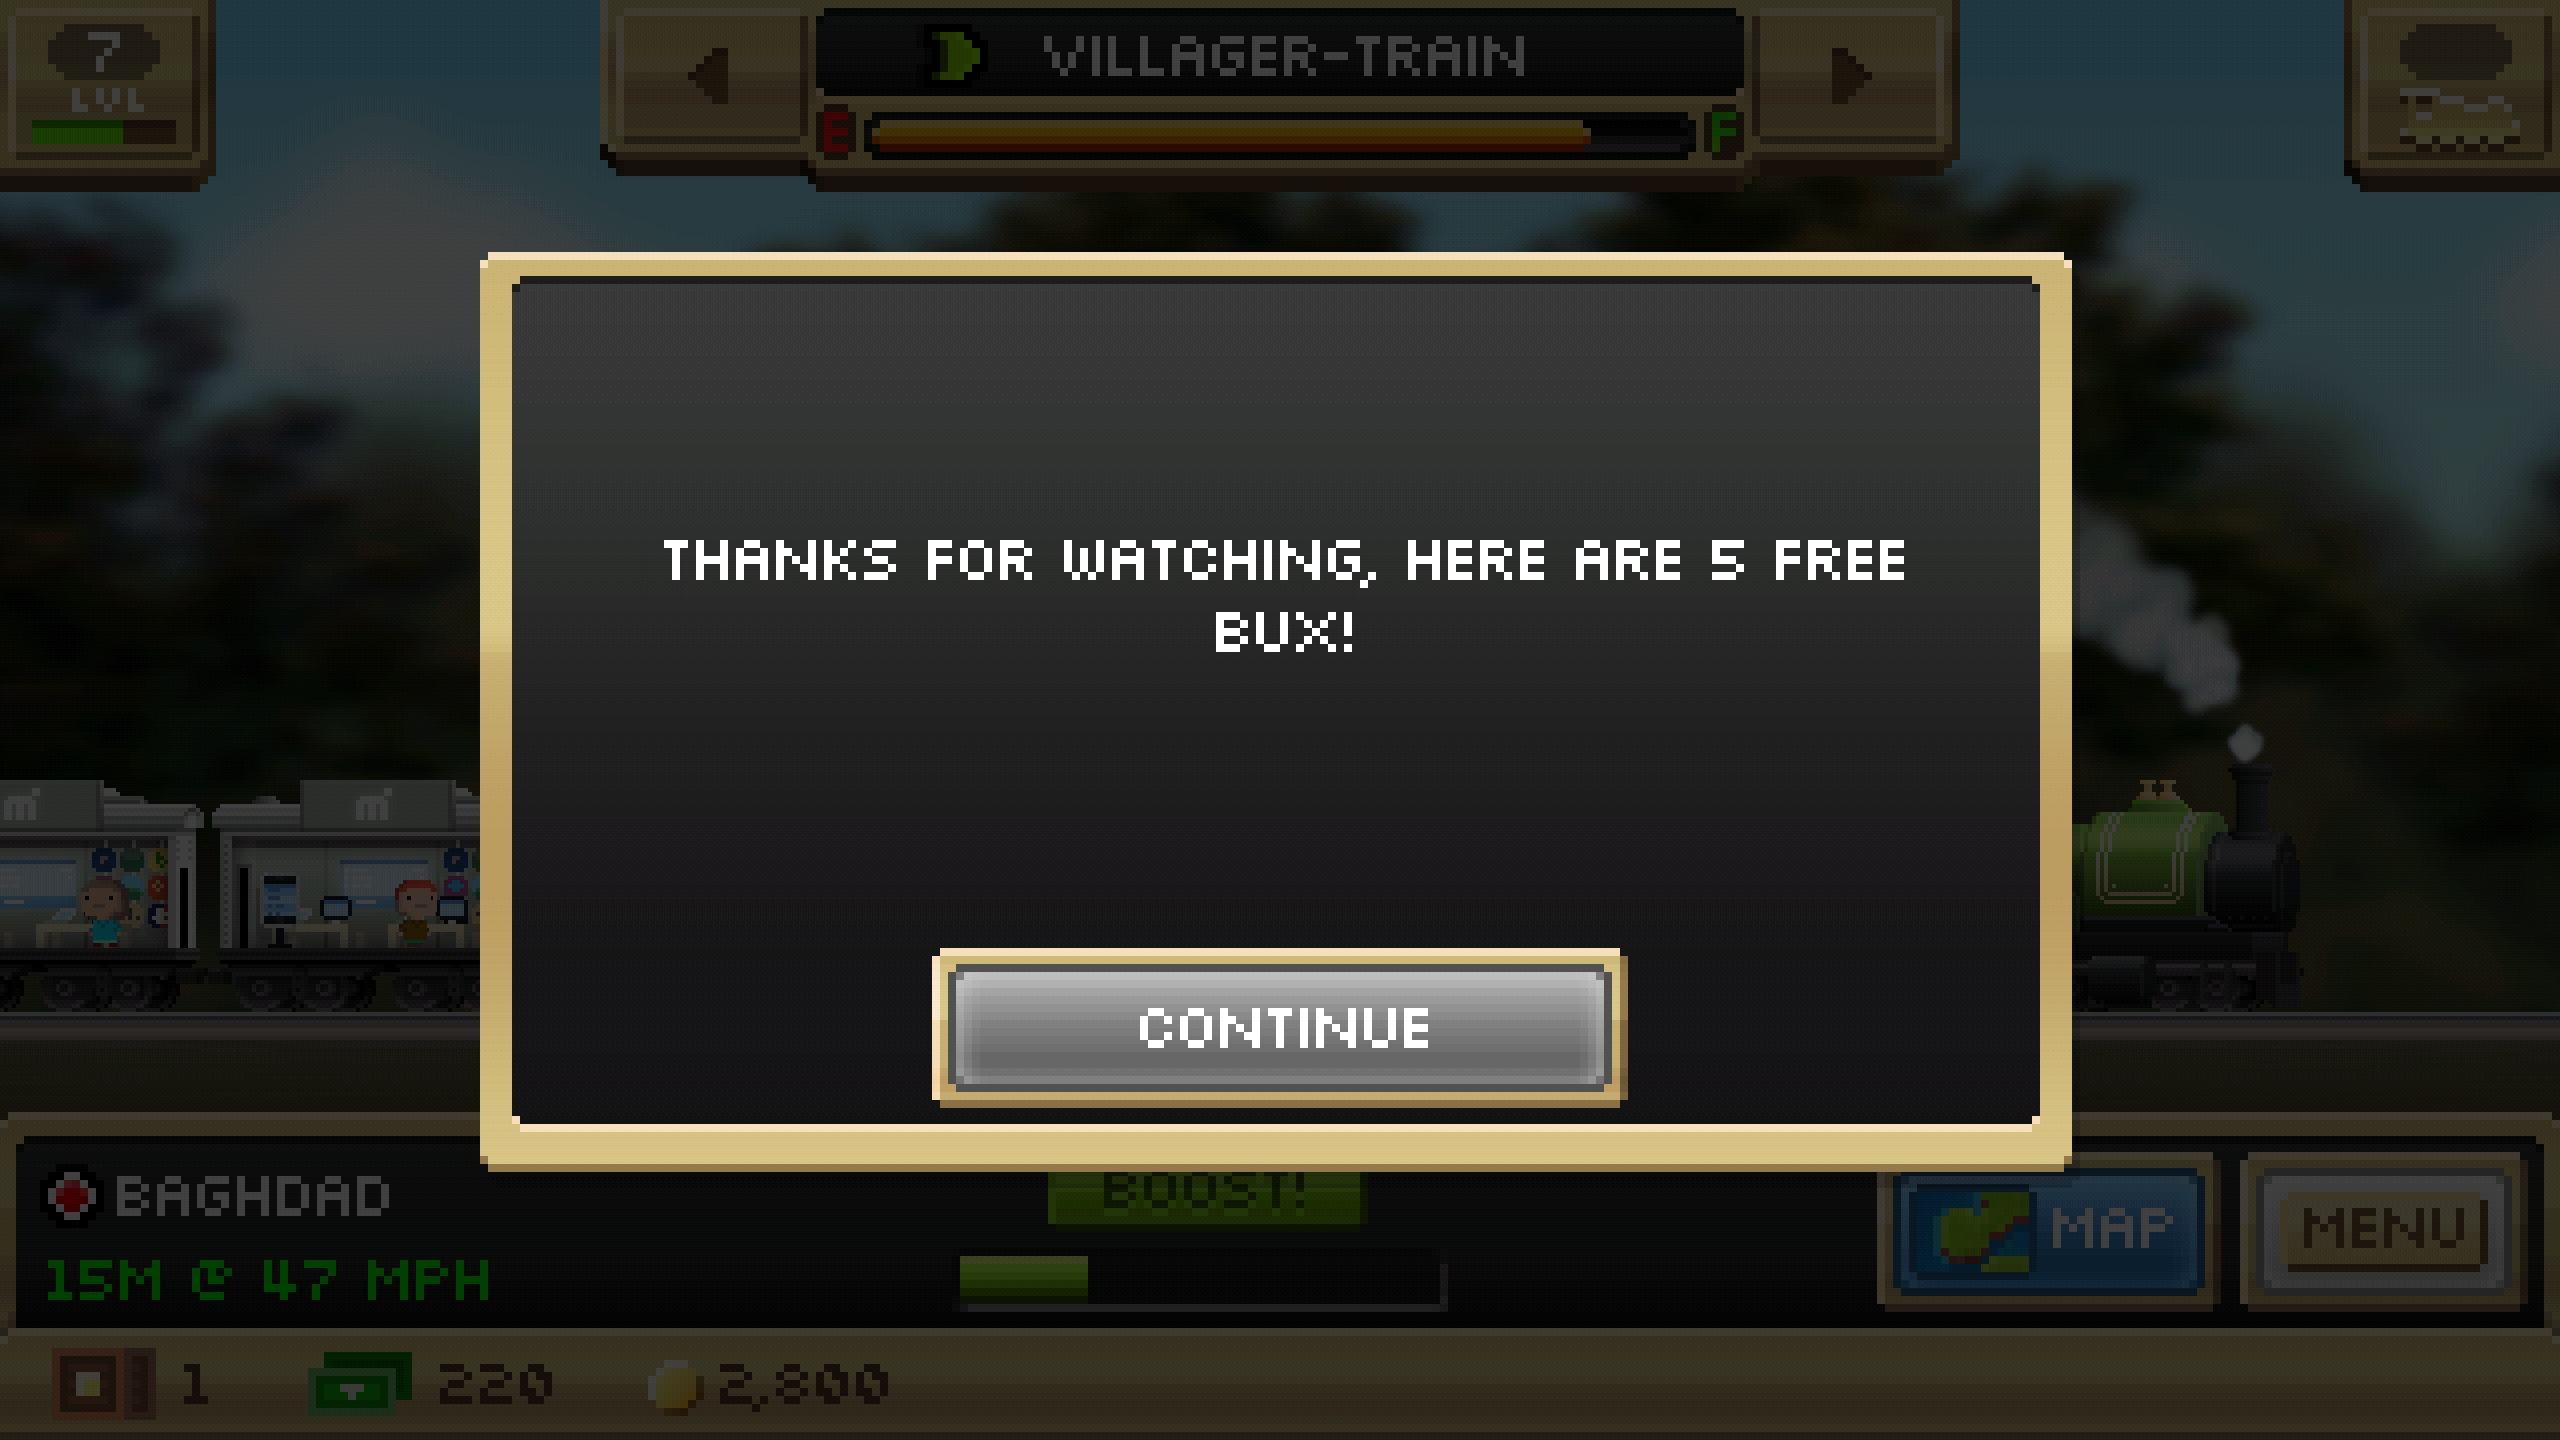 7
LVL
VILLAGER-TRAIN
E F
THANKS FOR WATCHING, HERE ARE 5 FREE
BUX!
CONTINUE
BAGHDAD
15M @ 47 MPH
BOOST!
MAP
MENU
1 220 2,800